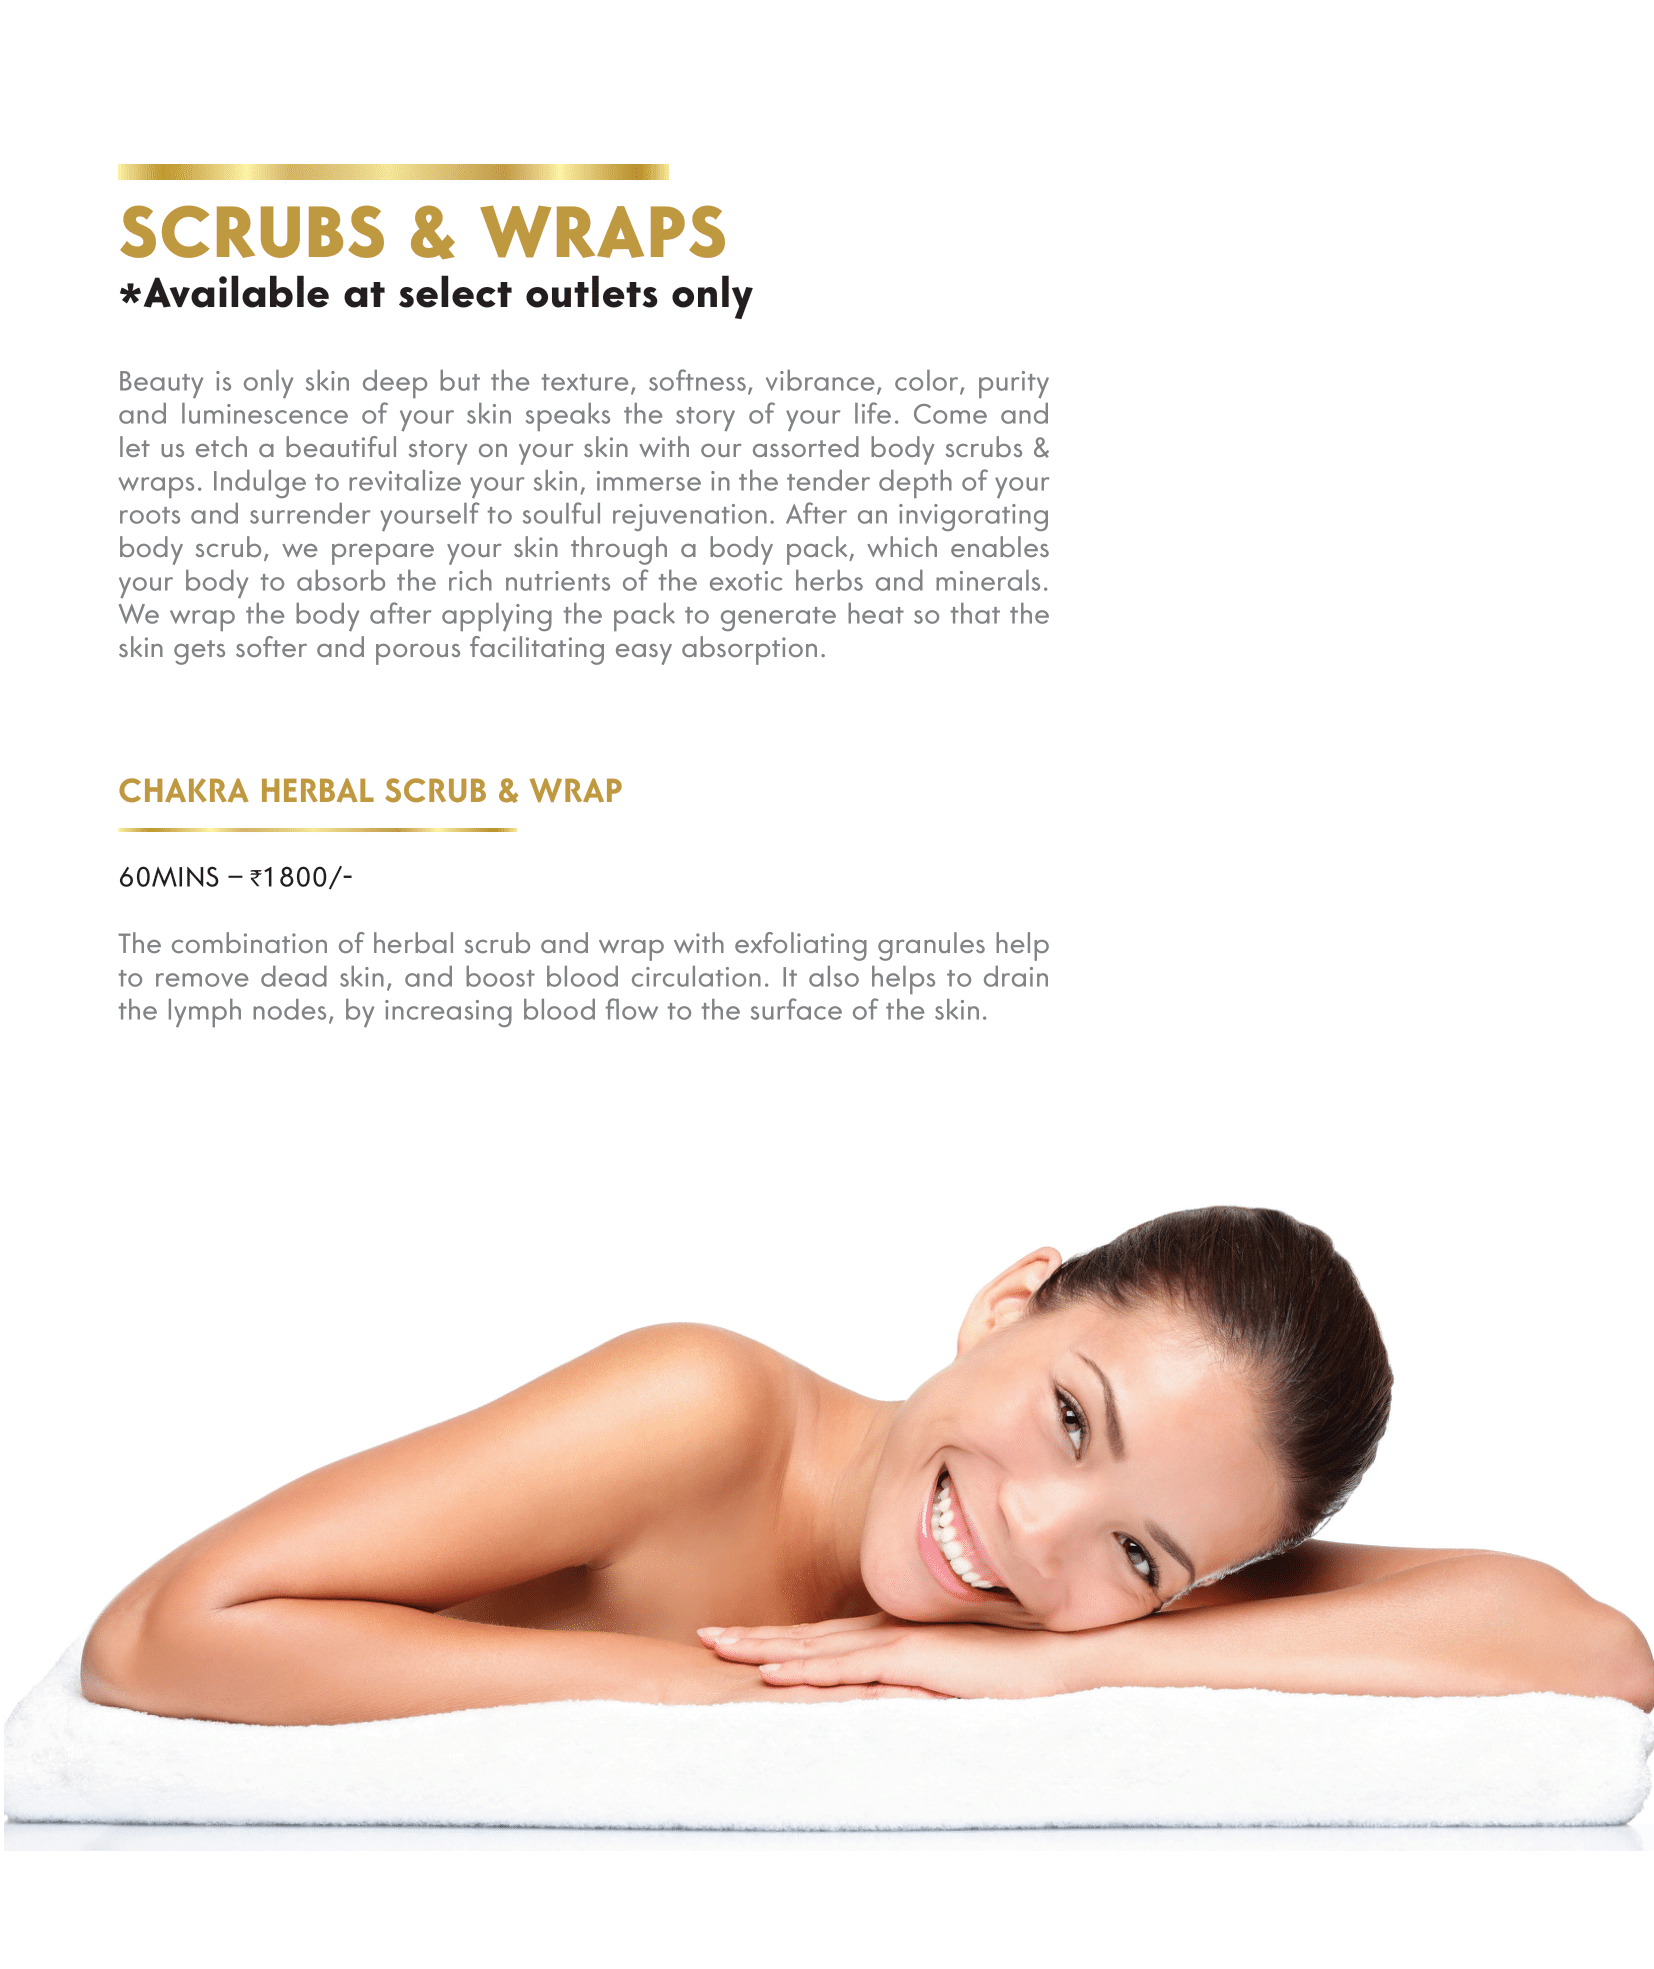 SCRUBS & WRAPS
*Available at select outlets only
Beauty is only skin deep but the texture, softness, vibrance, color, purity
and luminescence of your skin speaks the story of your life. Come and
let us etch a beautiful story on your skin with our assorted body scrubs &
wraps. Indulge to revitalize your skin, immerse in the tender depth of your
roots and surrender yourself to soulful rejuvenation. After an invigorating
body scrub, we prepare your skin through a body pack, which enables
your body to absorb the rich nutrients of the exotic herbs and minerals.
We wrap the body after applying the pack to generate heat so that the
skin gets softer and porous facilitating easy absorption.
CHAKRA HERBAL SCRUB & WRAP
60MINS – ₹1800/-
The combination of herbal scrub and wrap with exfoliating granules help
to remove dead skin, and boost blood circulation. It also helps to drain
the lymph nodes, by increasing blood flow to the surface of the skin.